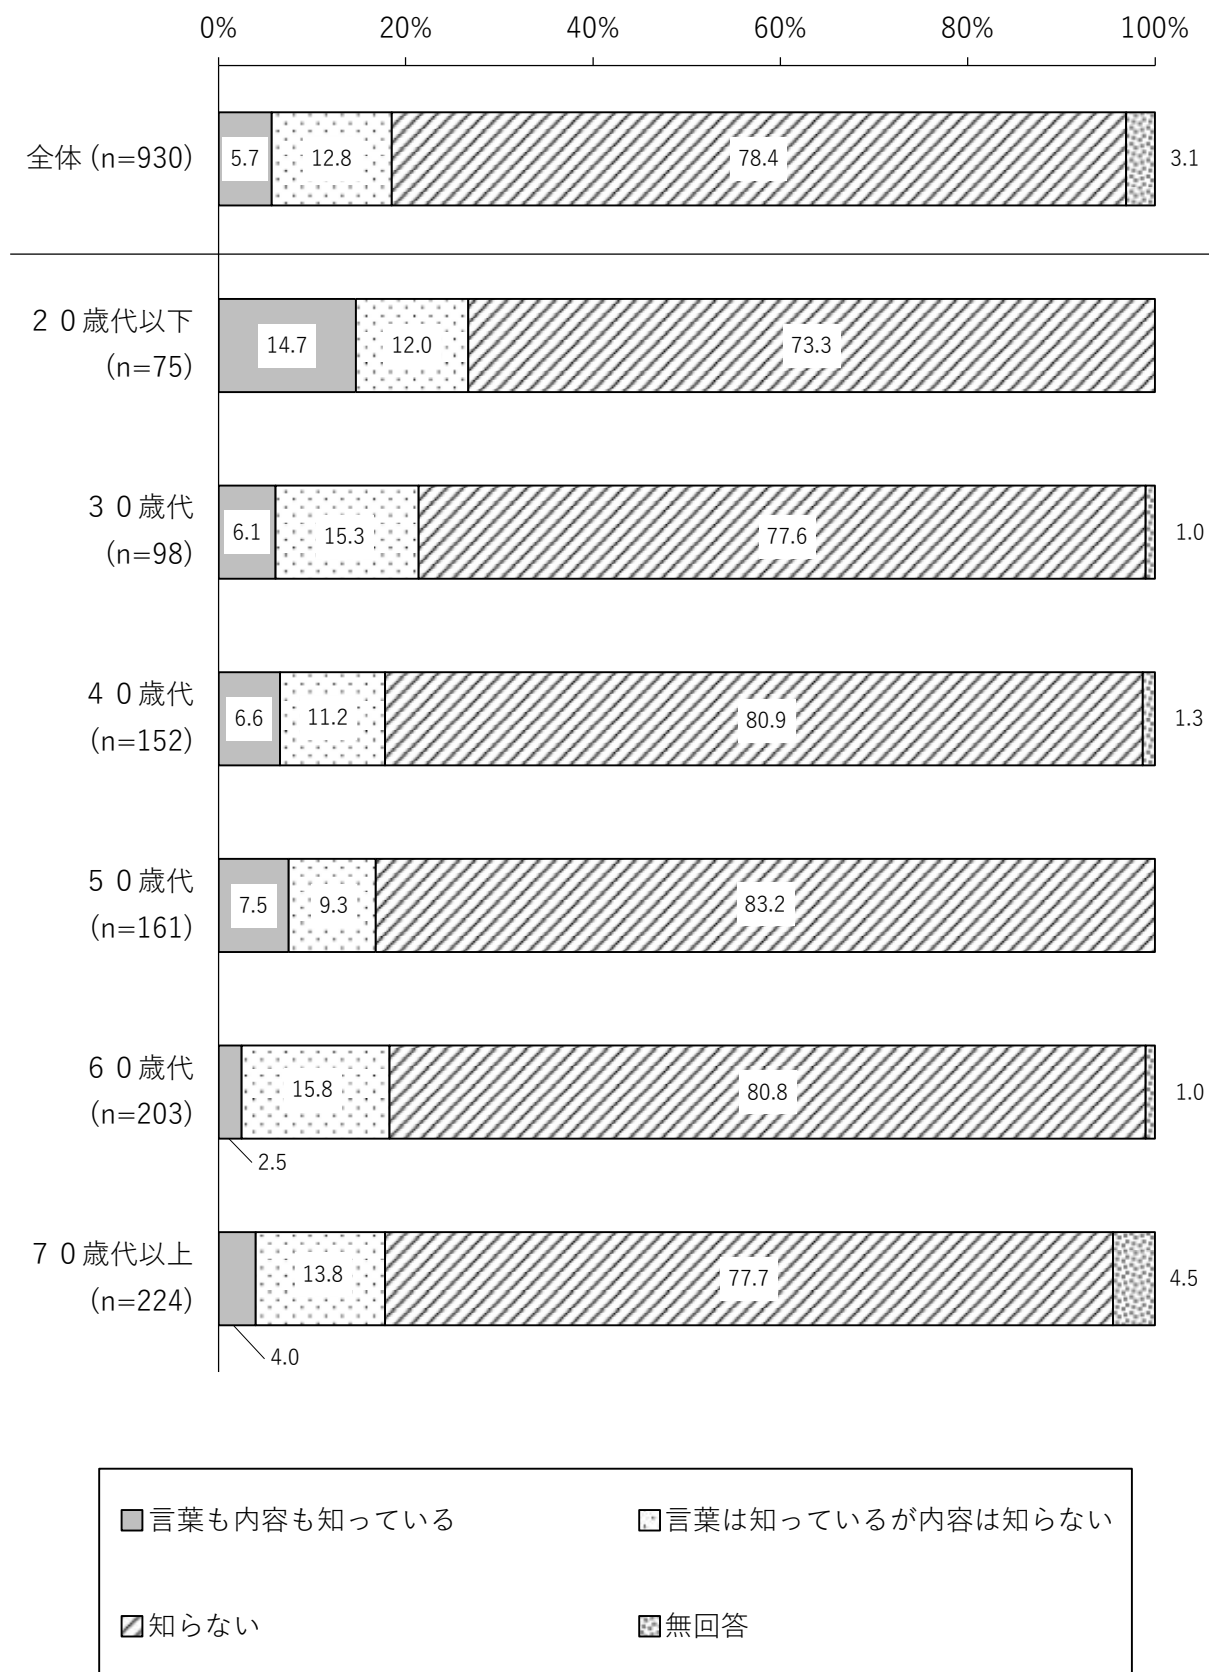 0% 20% 40% 60% 80% 100%
全体 (n=930) 5.7 12.8 78.4 3.1
２０歳代以下
(n=75)
14.7 12.0 73.3
３０歳代
(n=98)
6.1 15.3 77.6 1.0
４０歳代
(n=152)
6.6 11.2 80.9 1.3
５０歳代
(n=161)
7.5 9.3 83.2
６０歳代
(n=203)
15.8 80.8 1.0
2.5
７０歳代以上
(n=224)
13.8 77.7 4.5
4.0
言葉も内容も知っている 言葉は知っているが内容は知らない
知らない 無回答